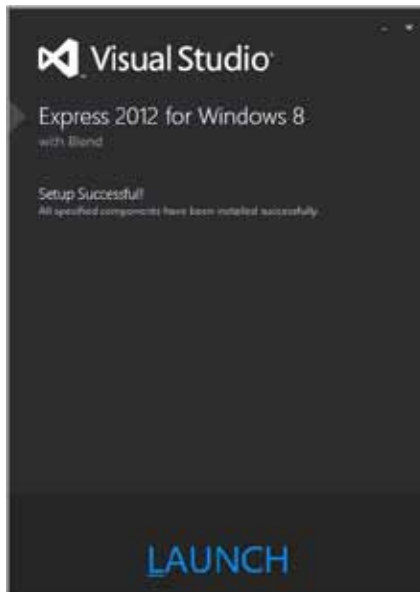 Visual Studio
Express 2012 for Windows 8
with Blend
Setup Successful!
All specified components have been installed successfully.
LAUNCH